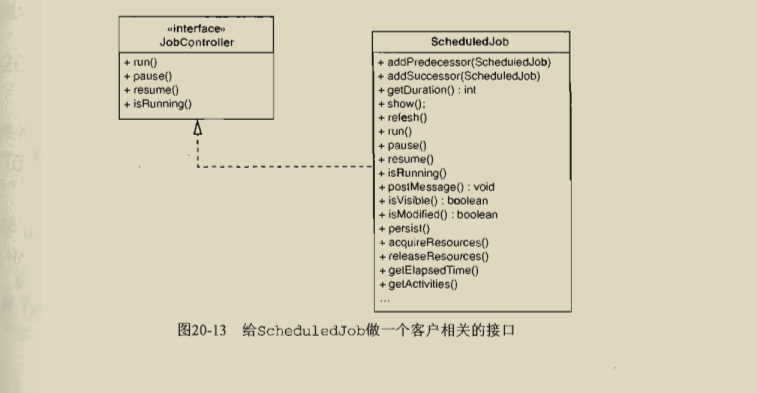 «interface»
JobController
+ run()
+ pause()
+ resume()
+ isRunning()
ScheduledJob
+ addPredecessor(ScheduledJob)
+ addSuccessor(ScheduledJob)
+ getDuration() : int
+ show();
+ refesh()
+ run()
+ pause()
+ resume()
+ isRunning()
+ postMessage() : void
+ isVisible() : boolean
+ isModified() : boolean
+ persist()
+ acquireResources()
+ releaseResources()
+ getElapsedTime()
+ getActivities()
...
图20-13 给ScheduledJob做一个客户相关的接口